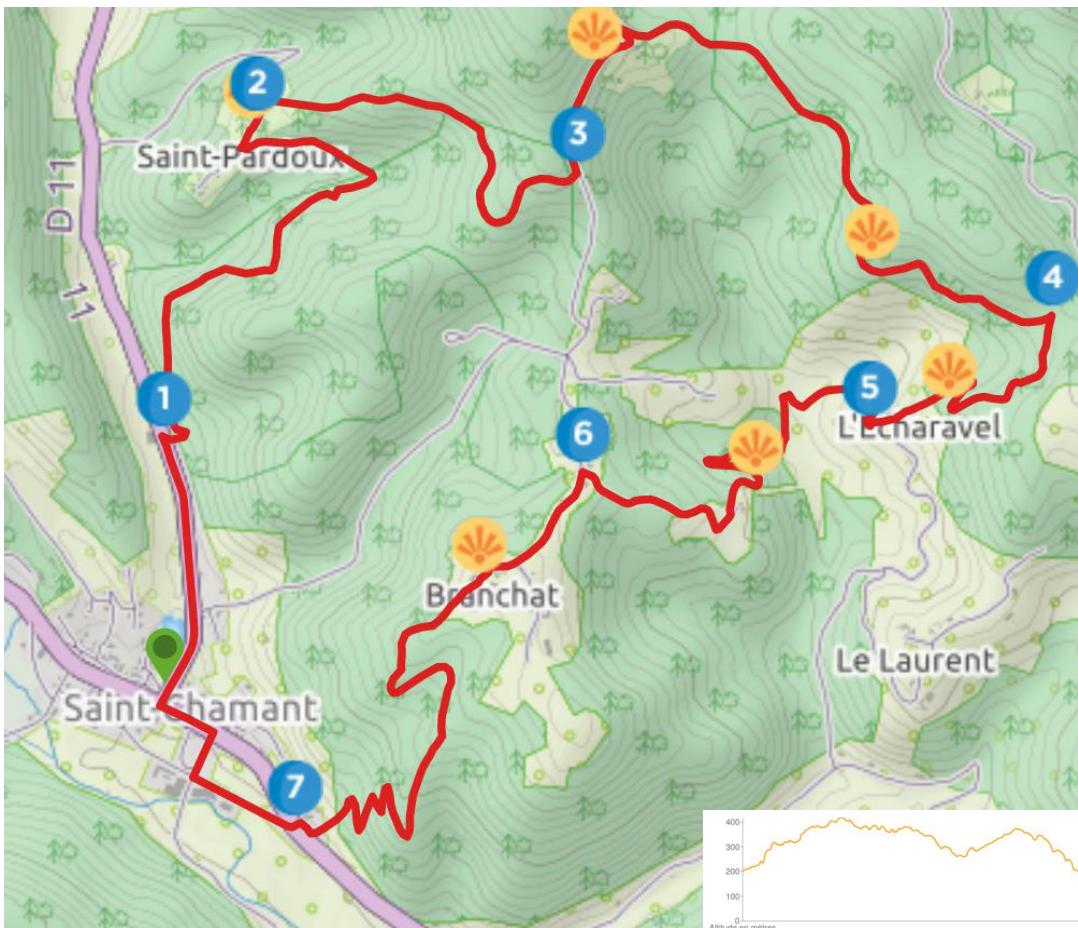 2
3
Saint-Pardoux
D 11
4
11
1
5
L'Echaravel
6
Branchat
Le Laurent
Saint-Chamant
7
400
300
200
100
0
Altitude en mètres